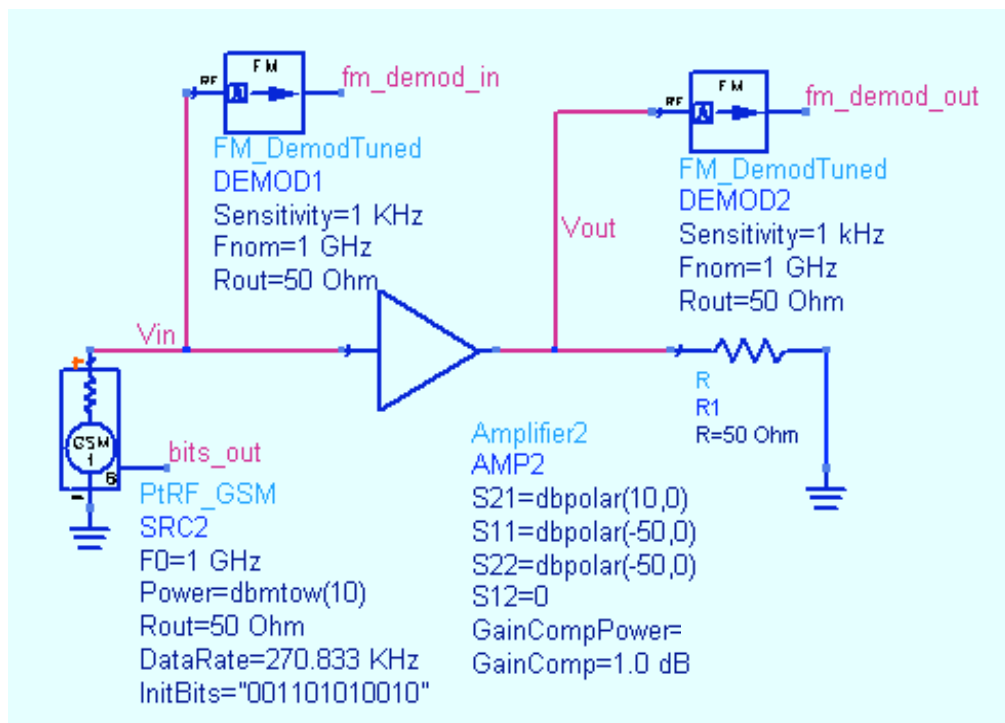 FM
RF
A
fm_demod_in
FM_DemodTuned
DEMOD1
Sensitivity=1 KHz
Fnom=1 GHz
Rout=50 Ohm
FM
RF
A
fm_demod_out
FM_DemodTuned
DEMOD2
Sensitivity=1 kHz
Fnom=1 GHz
Rout=50 Ohm
Vout
Vin
GSM
1
B
bits_out
PtRF_GSM
SRC2
F0=1 GHz
Power=dbmtow(10)
Rout=50 Ohm
DataRate=270.833 KHz
InitBits="001101010010"
Amplifier2
AMP2
S21=dbpolar(10,0)
S11=dbpolar(-50,0)
S22=dbpolar(-50,0)
S12=0
GainCompPower=
GainComp=1.0 dB
R
R1
R=50 Ohm